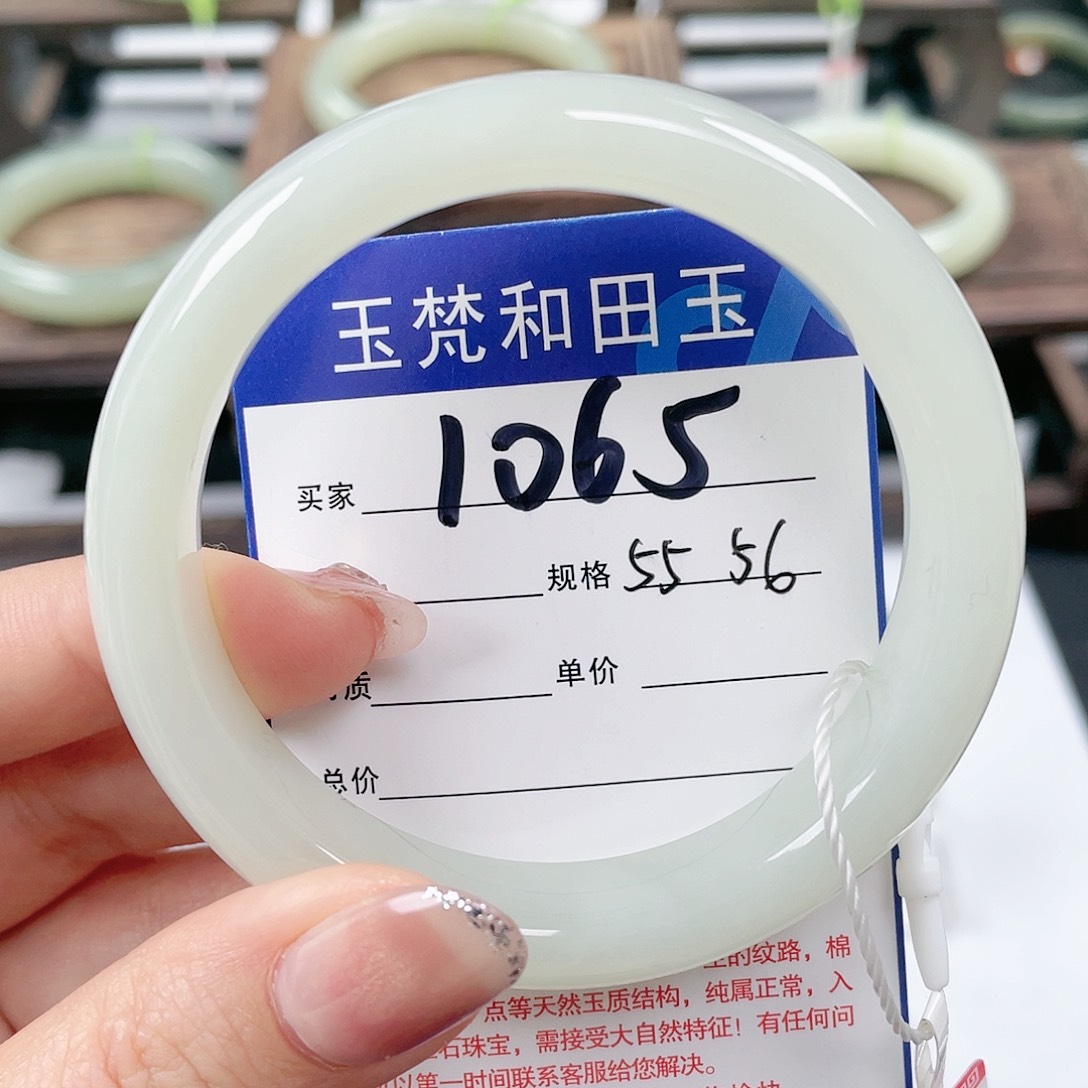 玉梵和田玉
1065
买家
规格 55 56
质 单价
总价
的纹路，棉
点等天然玉质结构，纯属正常，入
石珠宝，需接受大自然特征！有任何问
以第一时间联系客服给您解决。